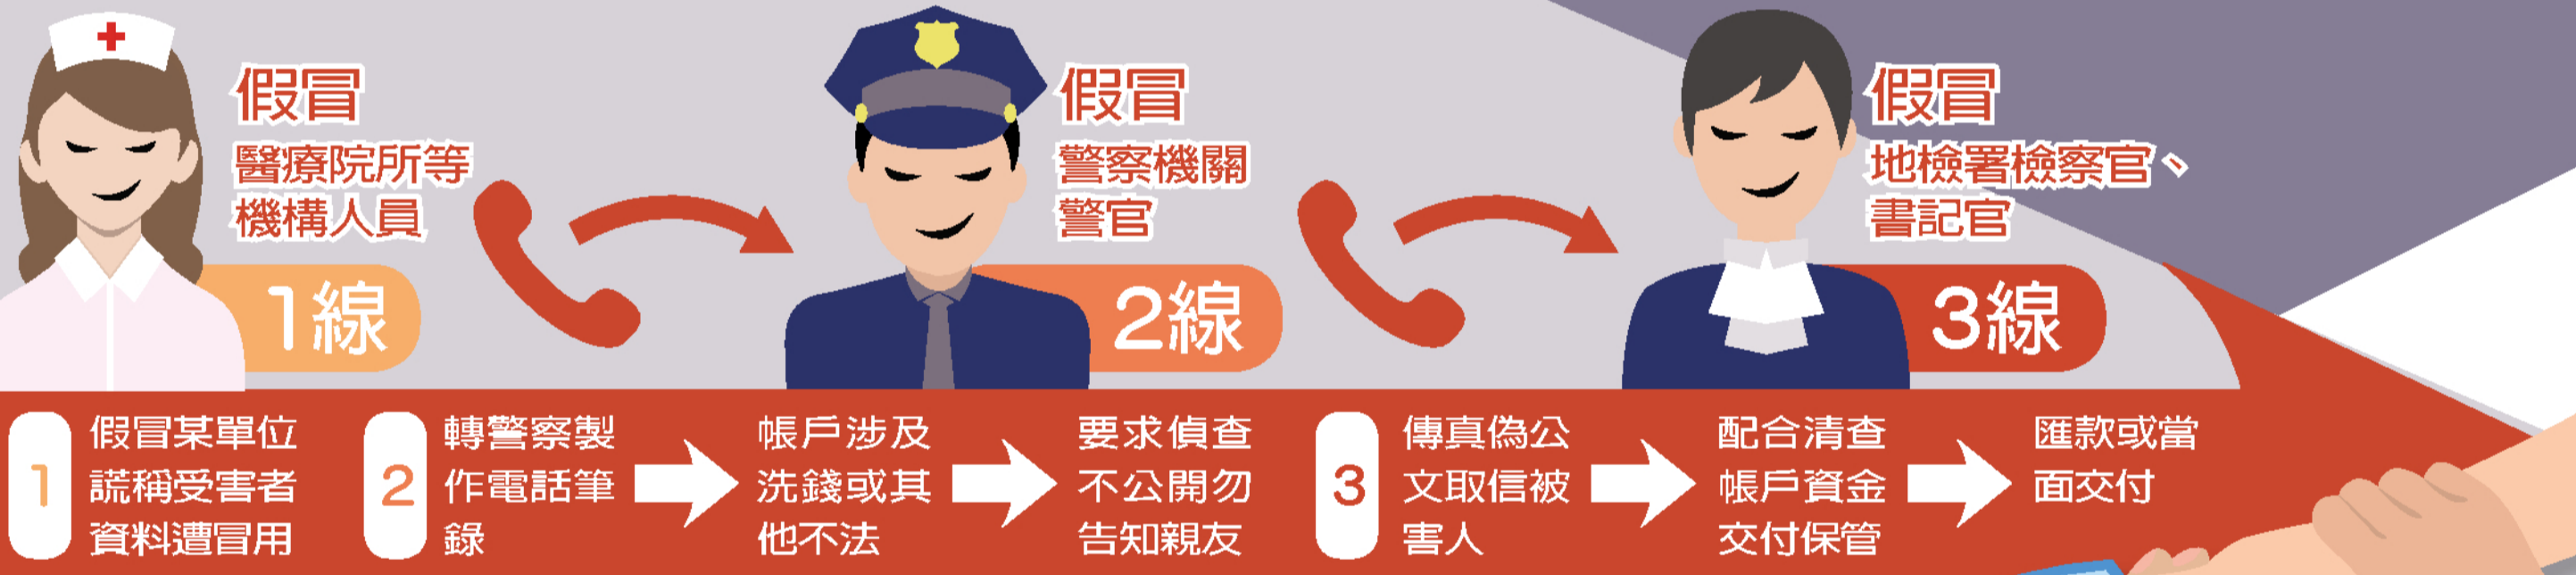 假冒
醫療院所等
機構人員
1線
假冒
警察機關
警官
2線
假冒
地檢署檢察官、
書記官
3線
1
假冒某單位
謊稱受害者
資料遭冒用
2
轉警察製
作電話筆
錄
帳戶涉及
洗錢或其
他不法
要求偵查
不公開勿
告知親友
3
傳真偽公
文取信被
害人
配合清查
帳戶資金
交付保管
匯款或當
面交付